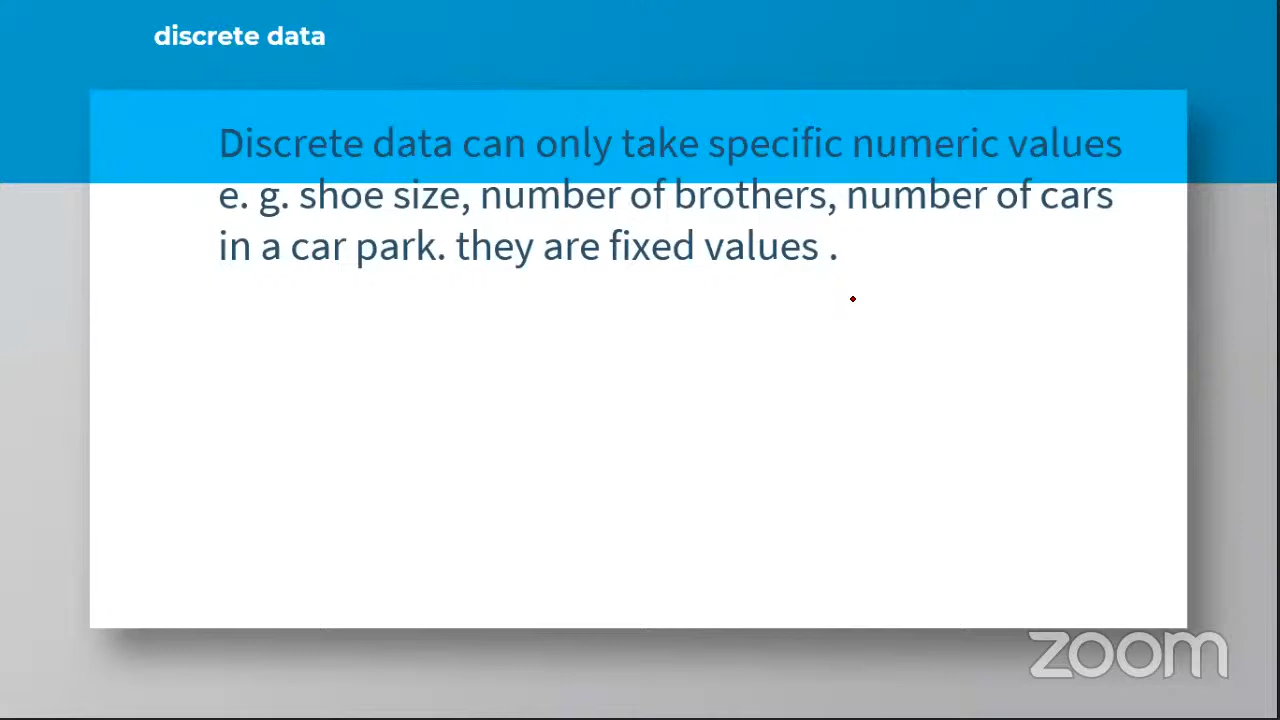 discrete data
Discrete data can only take specific numeric values
e. g. shoe size, number of brothers, number of cars
in a car park. they are fixed values .
zoom